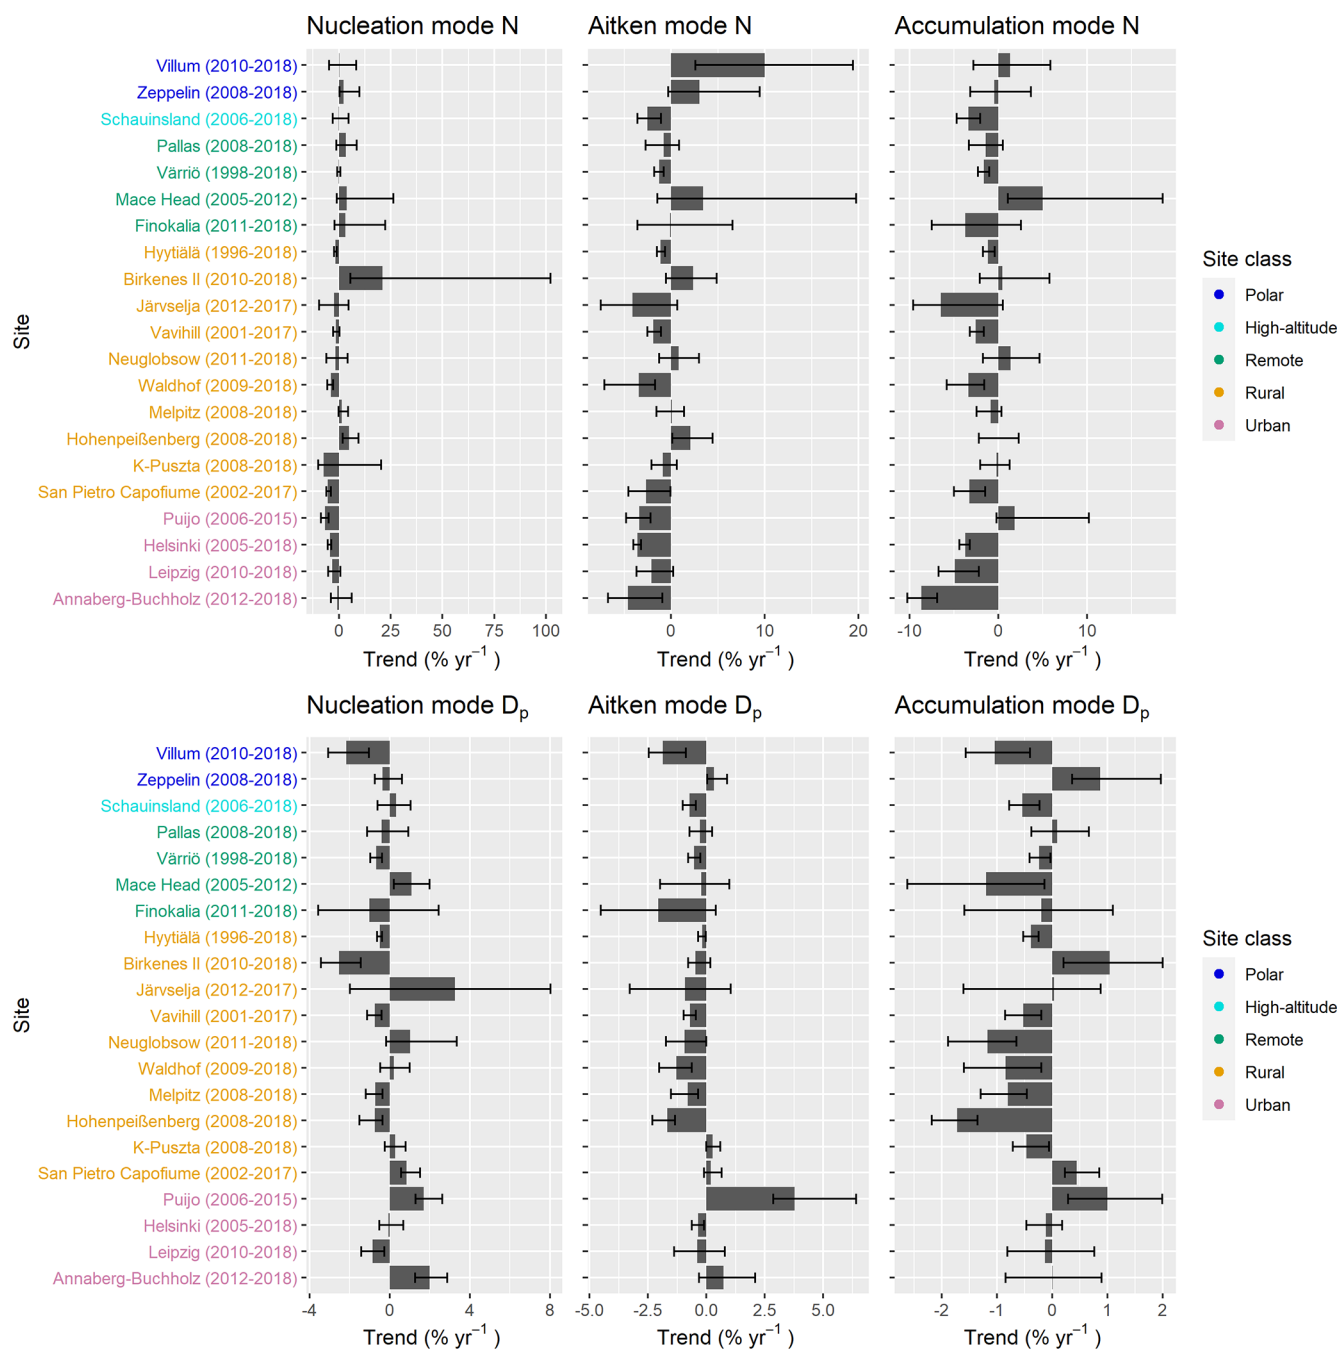 Nucleation mode N
Aitken mode N
Accumulation mode N
Site
Villum (2010-2018)
Zeppelin (2008-2018)
Schauinsland (2006-2018)
Pallas (2008-2018)
Värriö (1998-2018)
Mace Head (2005-2012)
Finokalia (2011-2018)
Hyytiälä (1996-2018)
Birkenes II (2010-2018)
Järvselja (2012-2017)
Vavihill (2001-2017)
Neuglobsow (2011-2018)
Waldhof (2009-2018)
Melpitz (2008-2018)
Hohenpeißenberg (2008-2018)
K-Puszta (2008-2018)
San Pietro Capofiume (2002-2017)
Puijo (2006-2015)
Helsinki (2005-2018)
Leipzig (2010-2018)
Annaberg-Buchholz (2012-2018)
0 25 50 75 100
0 10 20
-10 0 10
Trend (% yr⁻¹ )
Trend (% yr⁻¹ )
Trend (% yr⁻¹ )
Site class
Polar
High-altitude
Remote
Rural
Urban
Nucleation mode Dₚ
Aitken mode Dₚ
Accumulation mode Dₚ
Site
Villum (2010-2018)
Zeppelin (2008-2018)
Schauinsland (2006-2018)
Pallas (2008-2018)
Värriö (1998-2018)
Mace Head (2005-2012)
Finokalia (2011-2018)
Hyytiälä (1996-2018)
Birkenes II (2010-2018)
Järvselja (2012-2017)
Vavihill (2001-2017)
Neuglobsow (2011-2018)
Waldhof (2009-2018)
Melpitz (2008-2018)
Hohenpeißenberg (2008-2018)
K-Puszta (2008-2018)
San Pietro Capofiume (2002-2017)
Puijo (2006-2015)
Helsinki (2005-2018)
Leipzig (2010-2018)
Annaberg-Buchholz (2012-2018)
-4 0 4 8
-5.0 -2.5 0.0 2.5 5.0
-2 -1 0 1 2
Trend (% yr⁻¹ )
Trend (% yr⁻¹ )
Trend (% yr⁻¹ )
Site class
Polar
High-altitude
Remote
Rural
Urban